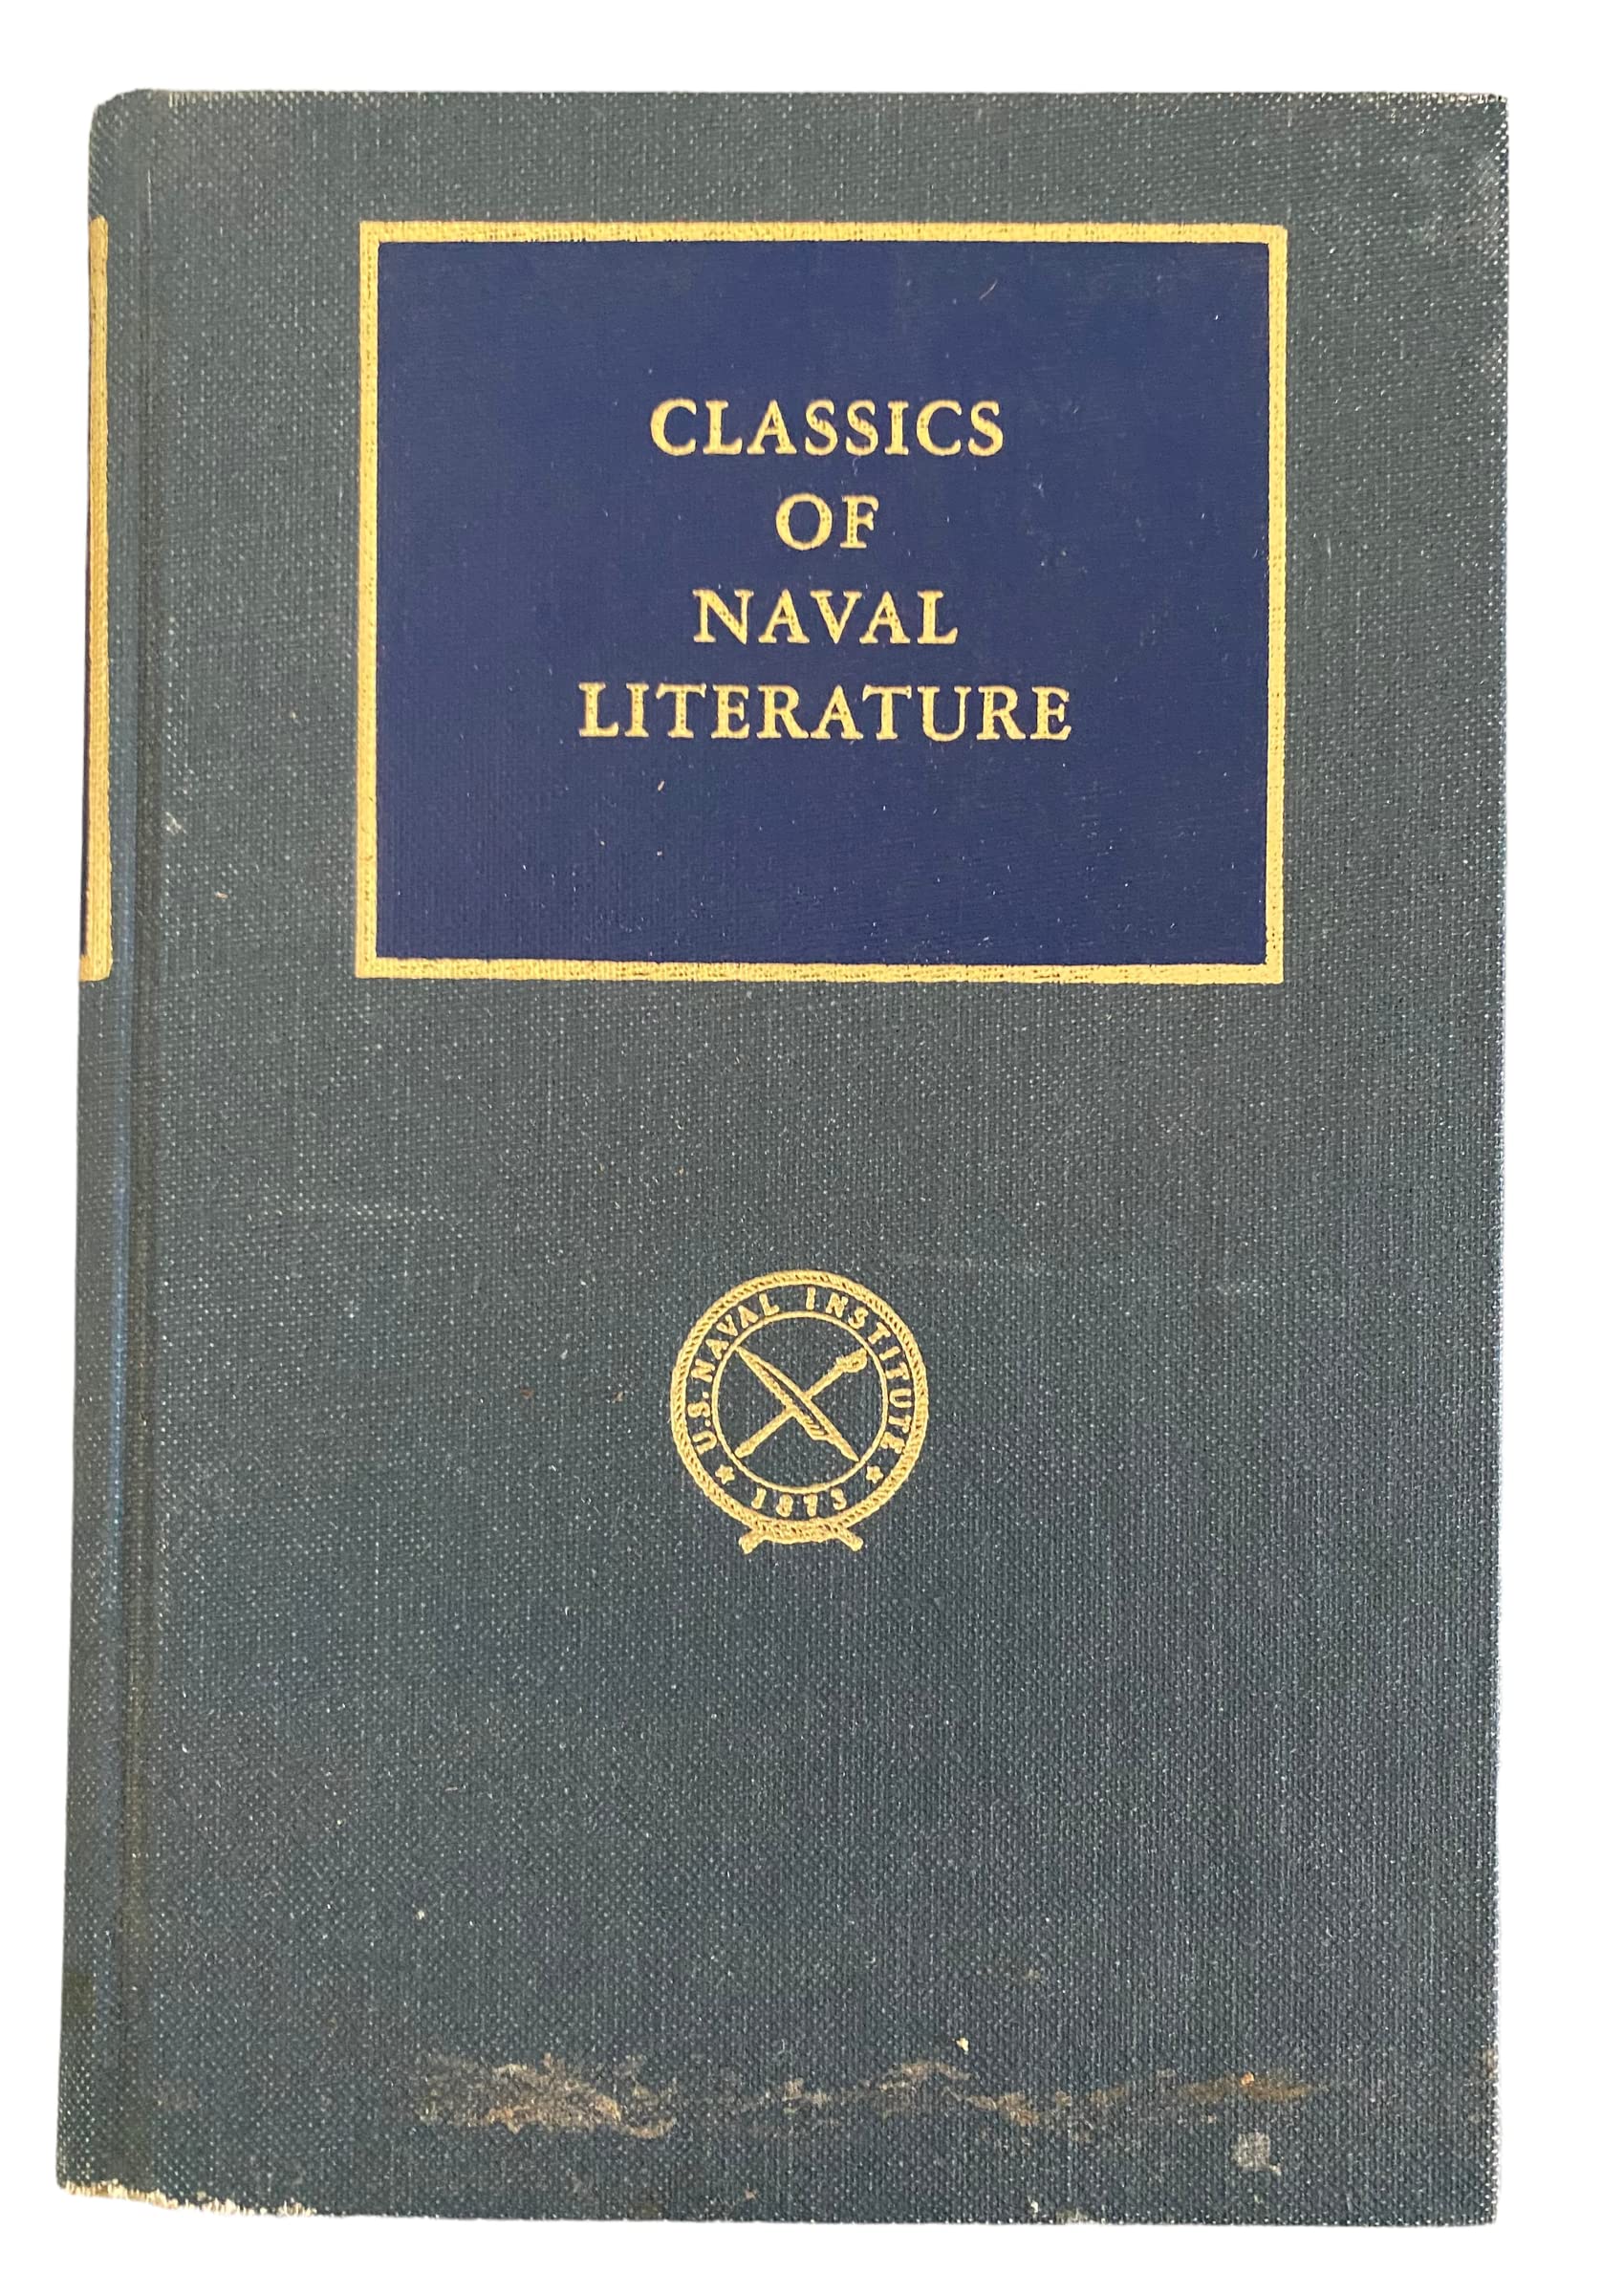 CLASSICS
OF
NAVAL
LITERATURE
U.S. NAVAL INSTITUTE
1873